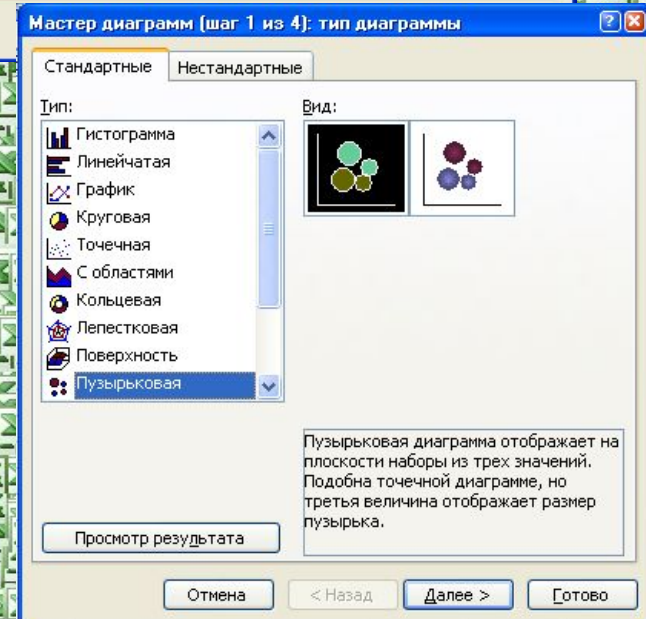 Мастер диаграмм (шаг 1 из 4): тип диаграммы
Стандартные Нестандартные
Тип:
Гистограмма
Линейчатая
График
Круговая
Точечная
С областями
Кольцевая
Лепестковая
Поверхность
Пузырьковая
Вид:
Пузырьковая диаграмма отображает на
плоскости наборы из трех значений.
Подобна точечной диаграмме, но
третья величина отображает размер
пузырька.
Просмотр результата
Отмена < Назад Далее > Готово